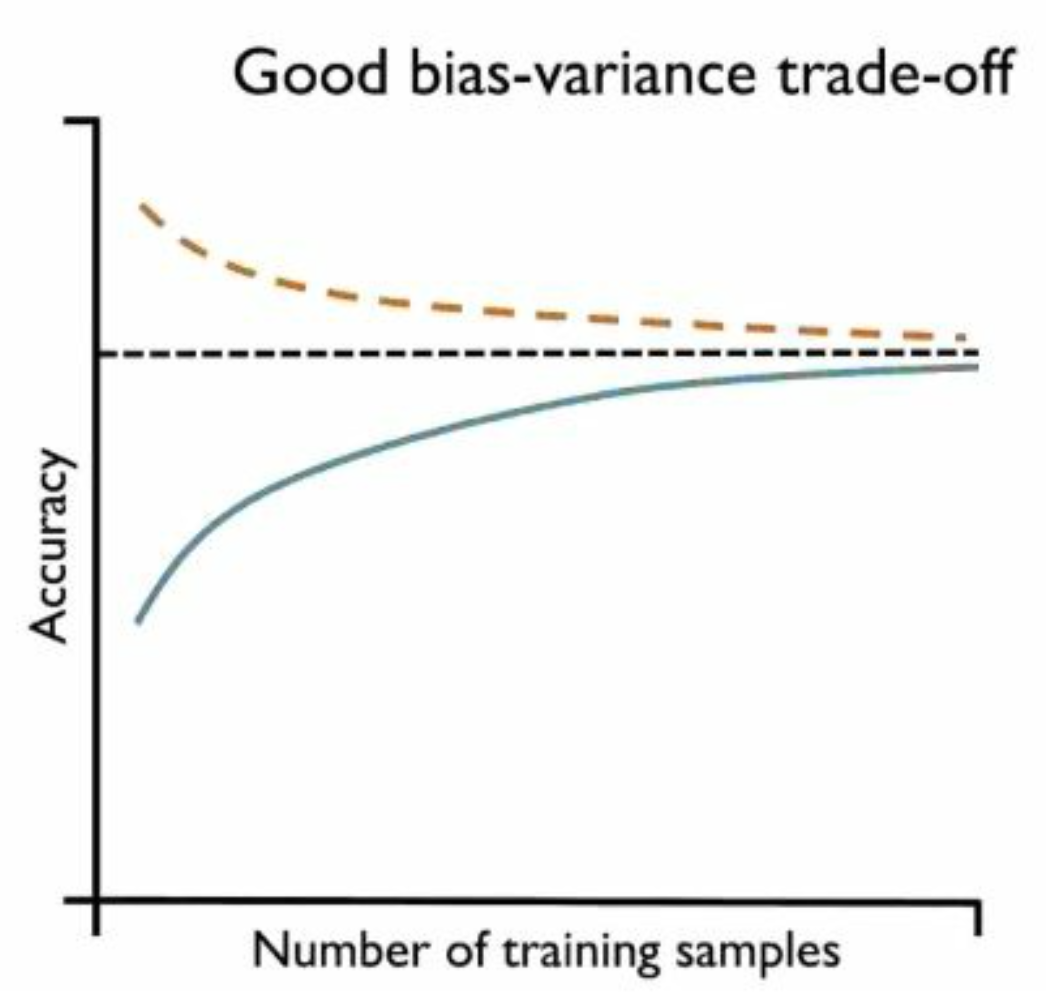 Good bias-variance trade-off
Accuracy
Number of training samples